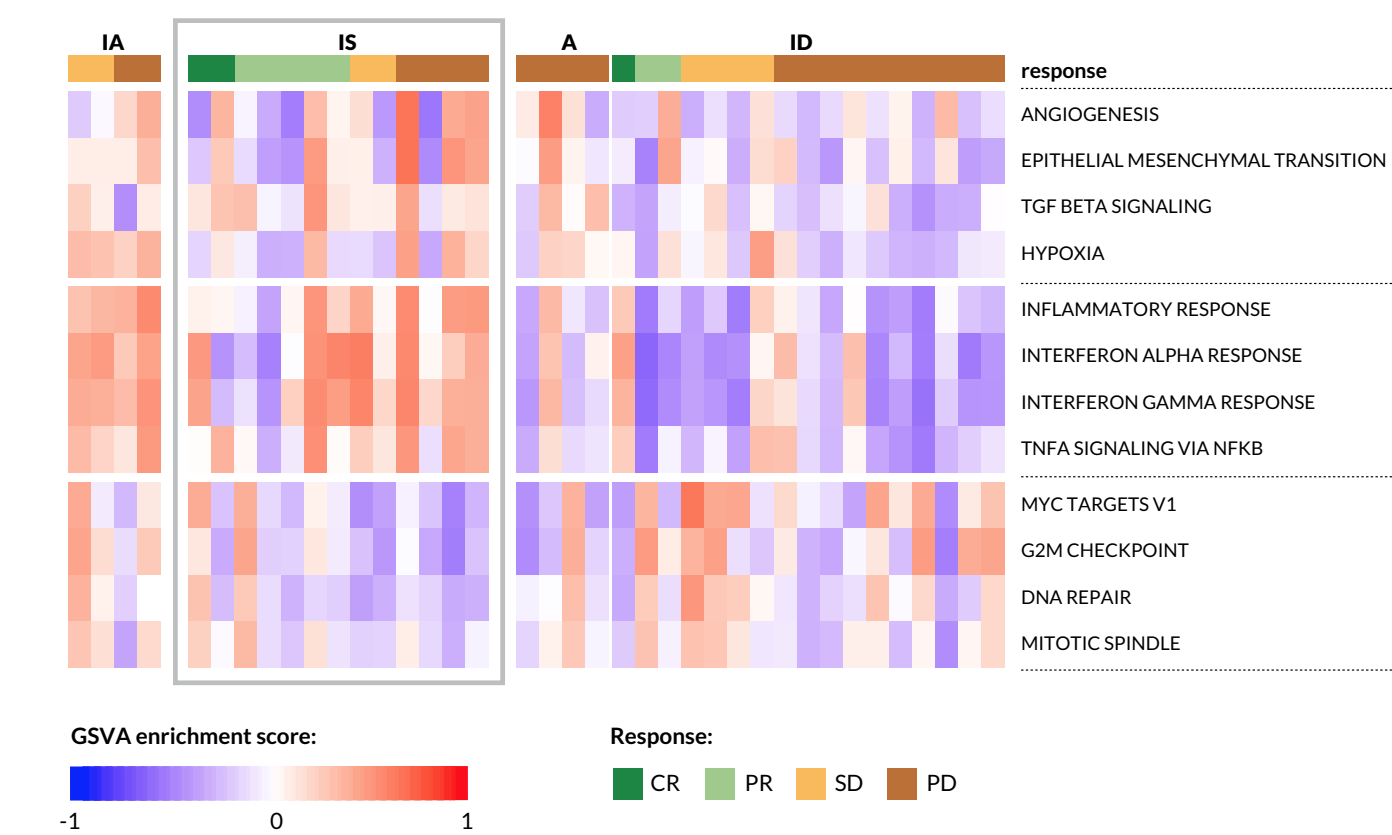 IA IS A ID
response
ANGIOGENESIS
EPITHELIAL MESENCHYMAL TRANSITION
TGF BETA SIGNALING
HYPOXIA
INFLAMMATORY RESPONSE
INTERFERON ALPHA RESPONSE
INTERFERON GAMMA RESPONSE
TNFA SIGNALING VIA NFKB
MYC TARGETS V1
G2M CHECKPOINT
DNA REPAIR
MITOTIC SPINDLE
GSVA enrichment score:
-1 0 1
Response:
CR PR SD PD